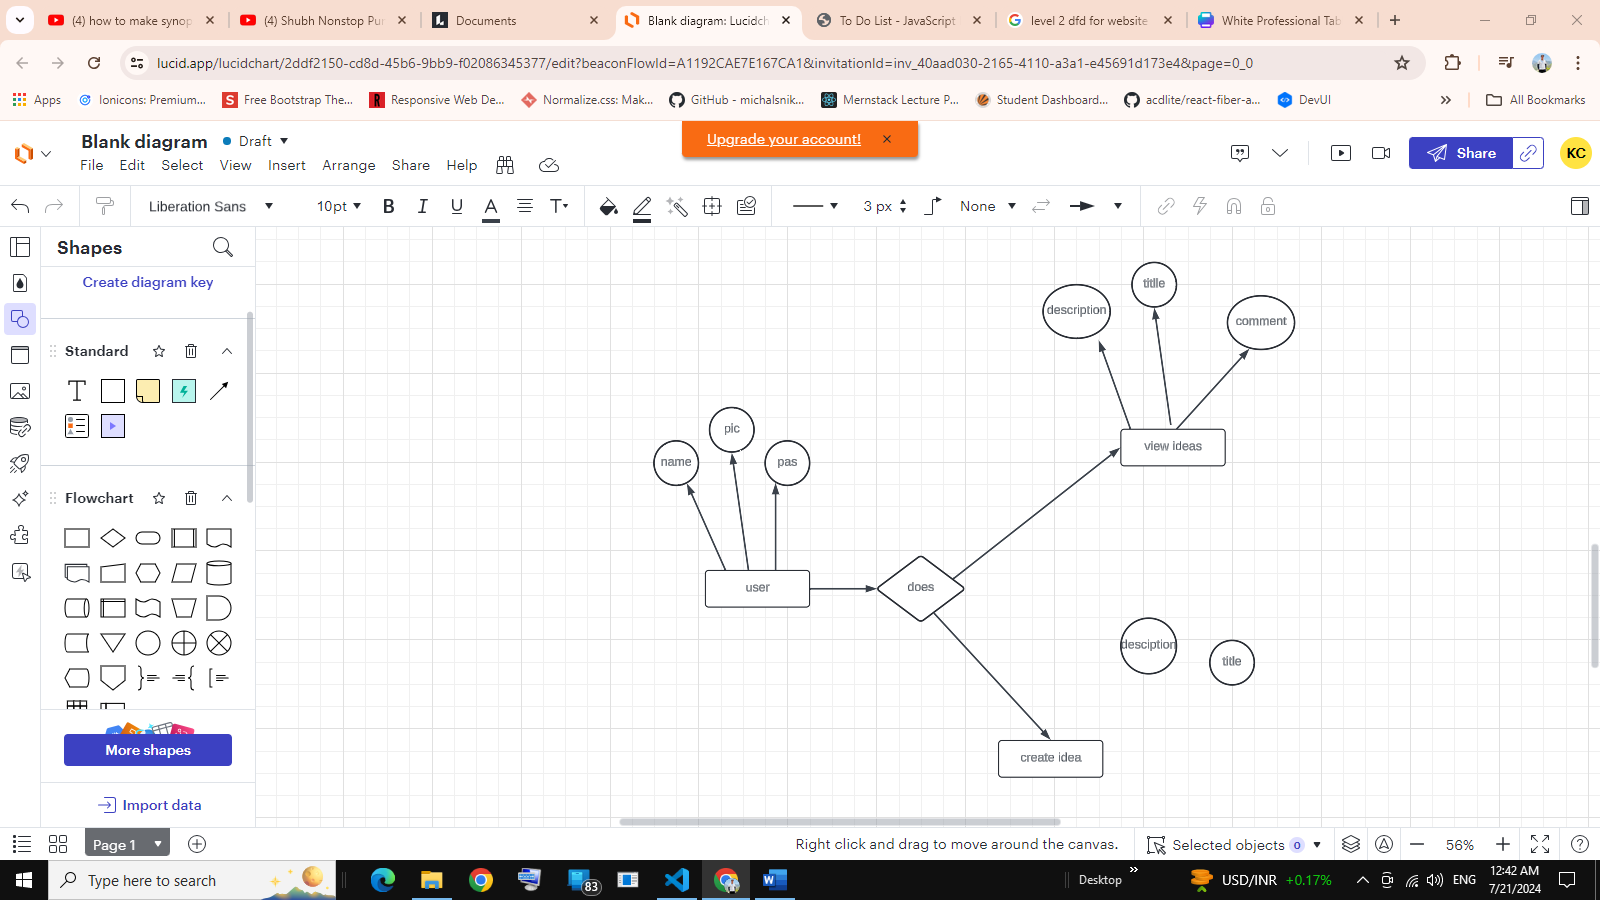 (4) how to make synop
(4) Shubh Nonstop Pu
Documents
Blank diagram: Lucidch
To Do List - JavaScript
level 2 dfd for website
White Professional Tab
lucid.app/lucidchart/2ddf2150-cd8d-45b6-9bb9-f02086345377/edit?beaconFlowId=A1192CAE7E167CA1&invitationId=inv_40aad030-2165-4110-a3a1-e45691d173e4&page=0_0
Apps
Ionicons: Premium...
Free Bootstrap The...
Responsive Web De...
Normalize.css: Mak...
GitHub - michalsnik...
Mernstack Lecture P...
Student Dashboard...
acdlite/react-fiber-a...
DevUI
All Bookmarks
Blank diagram
Draft
Upgrade your account!
File Edit Select View Insert Arrange Share Help
Share
KC
Liberation Sans
10pt
B I U A T
3 px
None
Shapes
Create diagram key
Standard
T
Flowchart
More shapes
Import data
description
titlle
comment
view ideas
pic
name
pas
user
does
desciption
title
create idea
Page 1
Right click and drag to move around the canvas.
Selected objects 0
56%
Type here to search
83
Desktop
USD/INR +0.17%
ENG
12:42 AM
7/21/2024